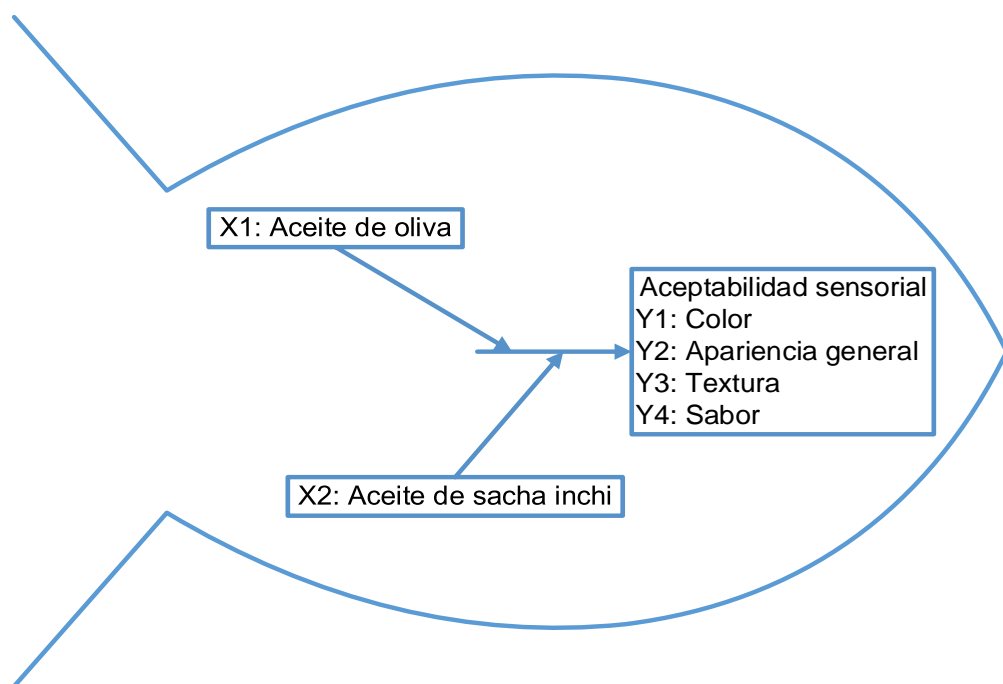 X1: Aceite de oliva
Aceptabilidad sensorial
Y1: Color
Y2: Apariencia general
Y3: Textura
Y4: Sabor
X2: Aceite de sacha inchi